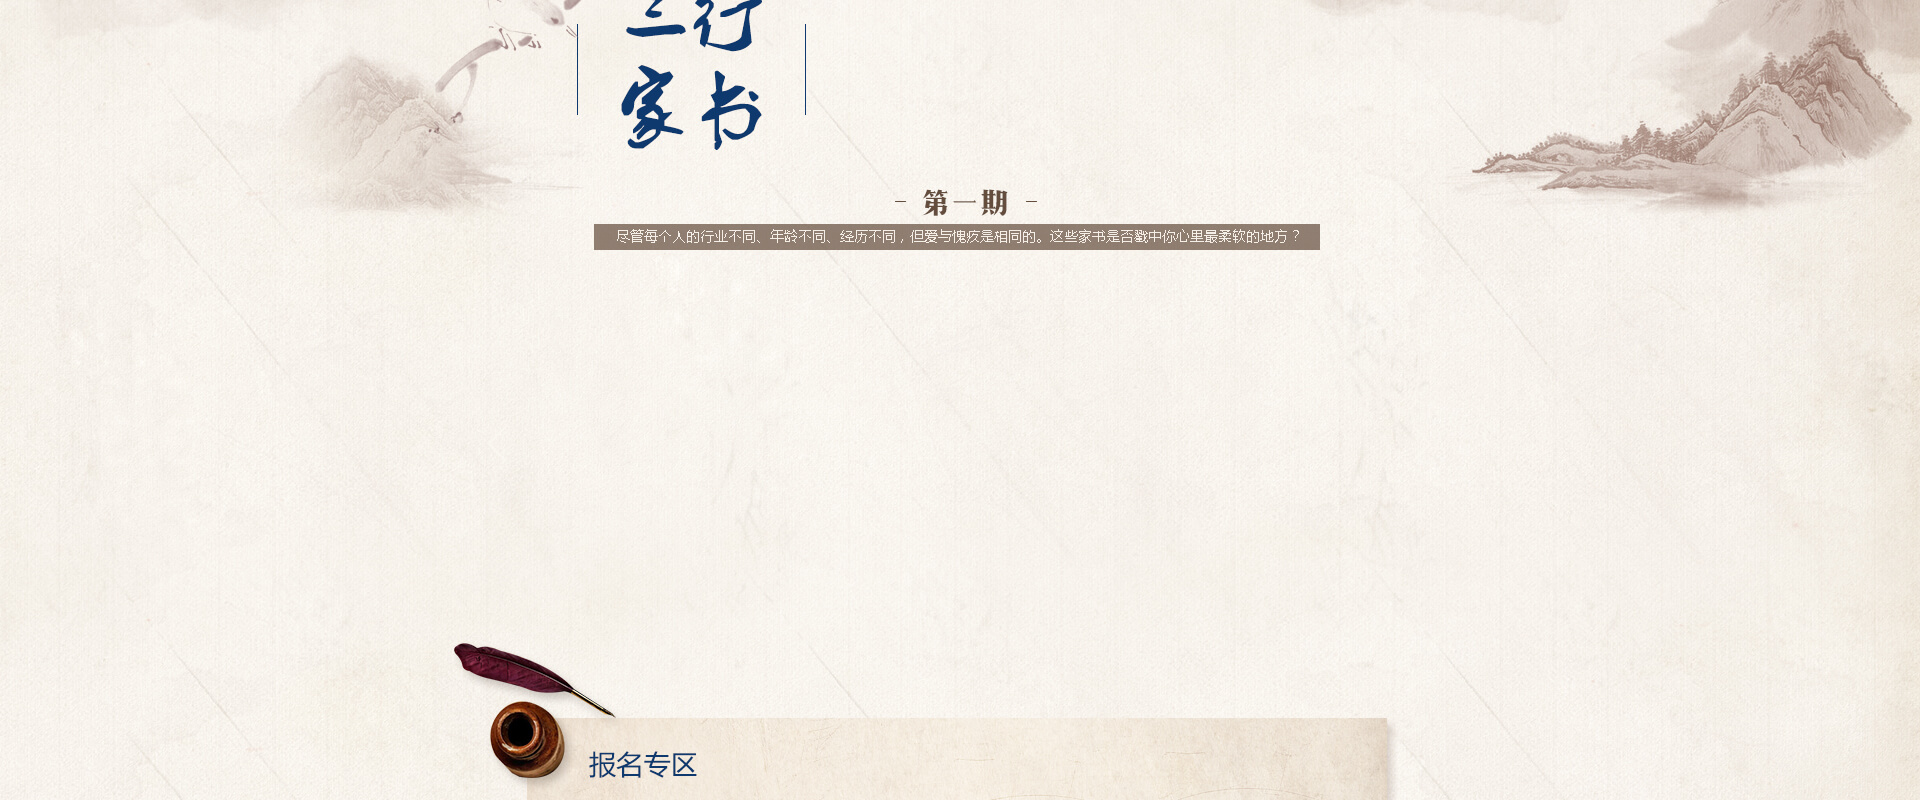 三行
家书
- 第一期 -
尽管每个人的行业不同、年龄不同、经历不同，但爱与愧疚是相同的。这些家书是否戳中你心里最柔软的地方？
报名专区